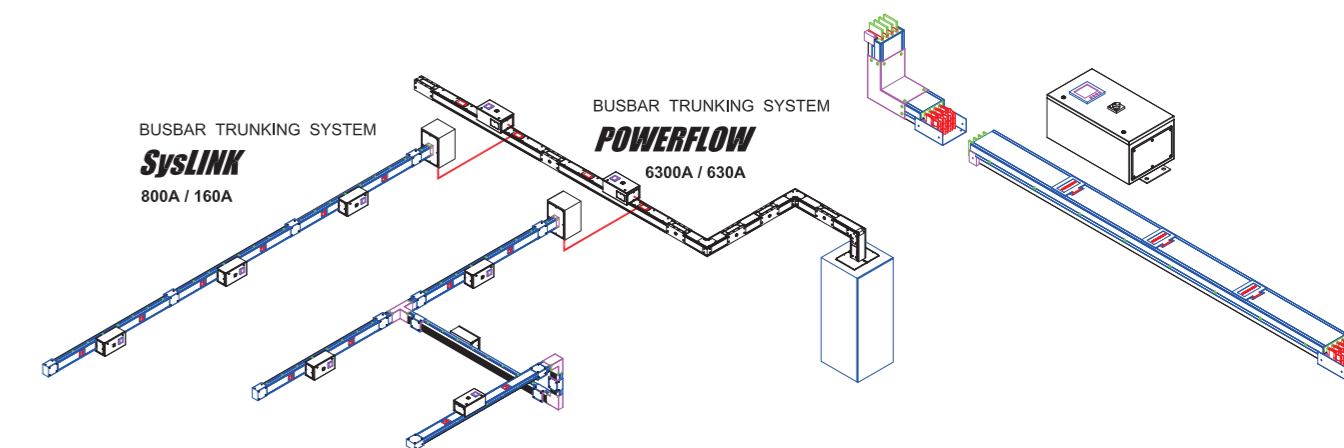 BUSBAR TRUNKING SYSTEM
SysLINK
800A / 160A
BUSBAR TRUNKING SYSTEM
POWERFLOW
6300A / 630A